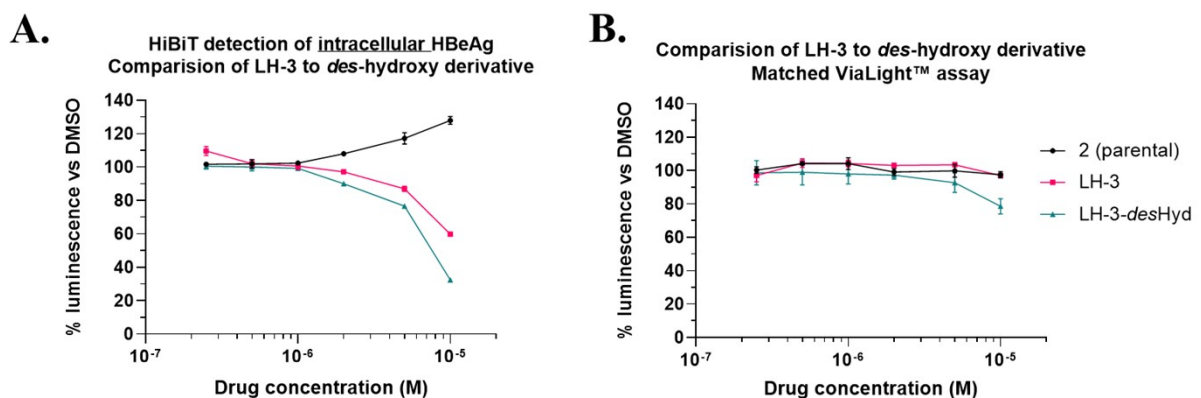 A.
HiBiT detection of intracellular HBeAg
Comparision of LH-3 to des-hydroxy derivative
% luminescence vs DMSO
140
120
100
80
60
40
20
0
10-7
10-6
10-5
Drug concentration (M)
B.
Comparision of LH-3 to des-hydroxy derivative
Matched ViaLight™ assay
% luminescence vs DMSO
140
120
100
80
60
40
20
0
10-7
10-6
10-5
Drug concentration (M)
2 (parental)
LH-3
LH-3-desHyd